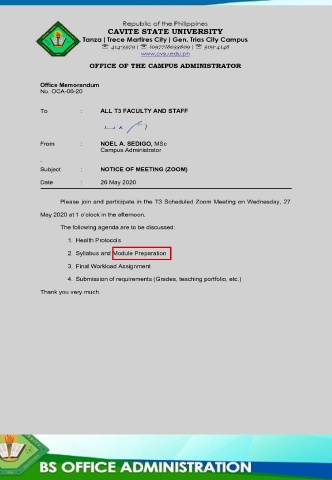 Republic of the Philippines
CAVITE STATE UNIVERSITY
Tanza | Trece Martires City | Gen. Trias City Campus
☏ 414-3979 | (097)78033809 | ☏ 509-4148
www.cvsu.edu.ph
OFFICE OF THE CAMPUS ADMINISTRATOR
Office Memorandum
No. OCA-06-20
To : ALL T3 FACULTY AND STAFF
From : NOEL A. SEDIGO, MSc
Campus Administrator
Subject : NOTICE OF MEETING (ZOOM)
Date : 26 May 2020
Please join and participate in the T3 Scheduled Zoom Meeting on Wednesday, 27
May 2020 at 1 o'clock in the afternoon.
The following agenda are to be discussed:
1. Health Protocols
2. Syllabus and Module Preparation
3. Final Workload Assignment
4. Submission of requirements (Grades, teaching portfolio, etc.)
Thank you very much.
BS OFFICE ADMINISTRATION